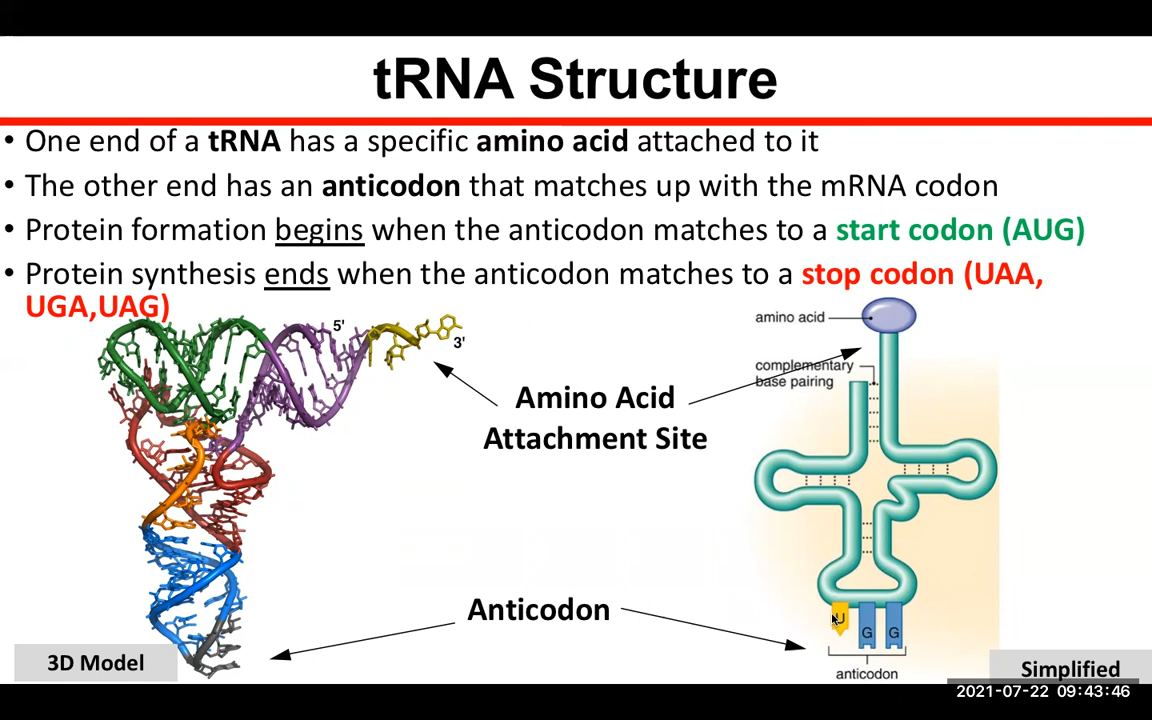 tRNA Structure
• One end of a tRNA has a specific amino acid attached to it
• The other end has an anticodon that matches up with the mRNA codon
• Protein formation begins when the anticodon matches to a start codon (AUG)
• Protein synthesis ends when the anticodon matches to a stop codon (UAA,
UGA,UAG)
5'
3'
amino acid
complementary
base pairing
Amino Acid
Attachment Site
Anticodon
U G G
anticodon
3D Model
Simplified
2021-07-22 09:43:46